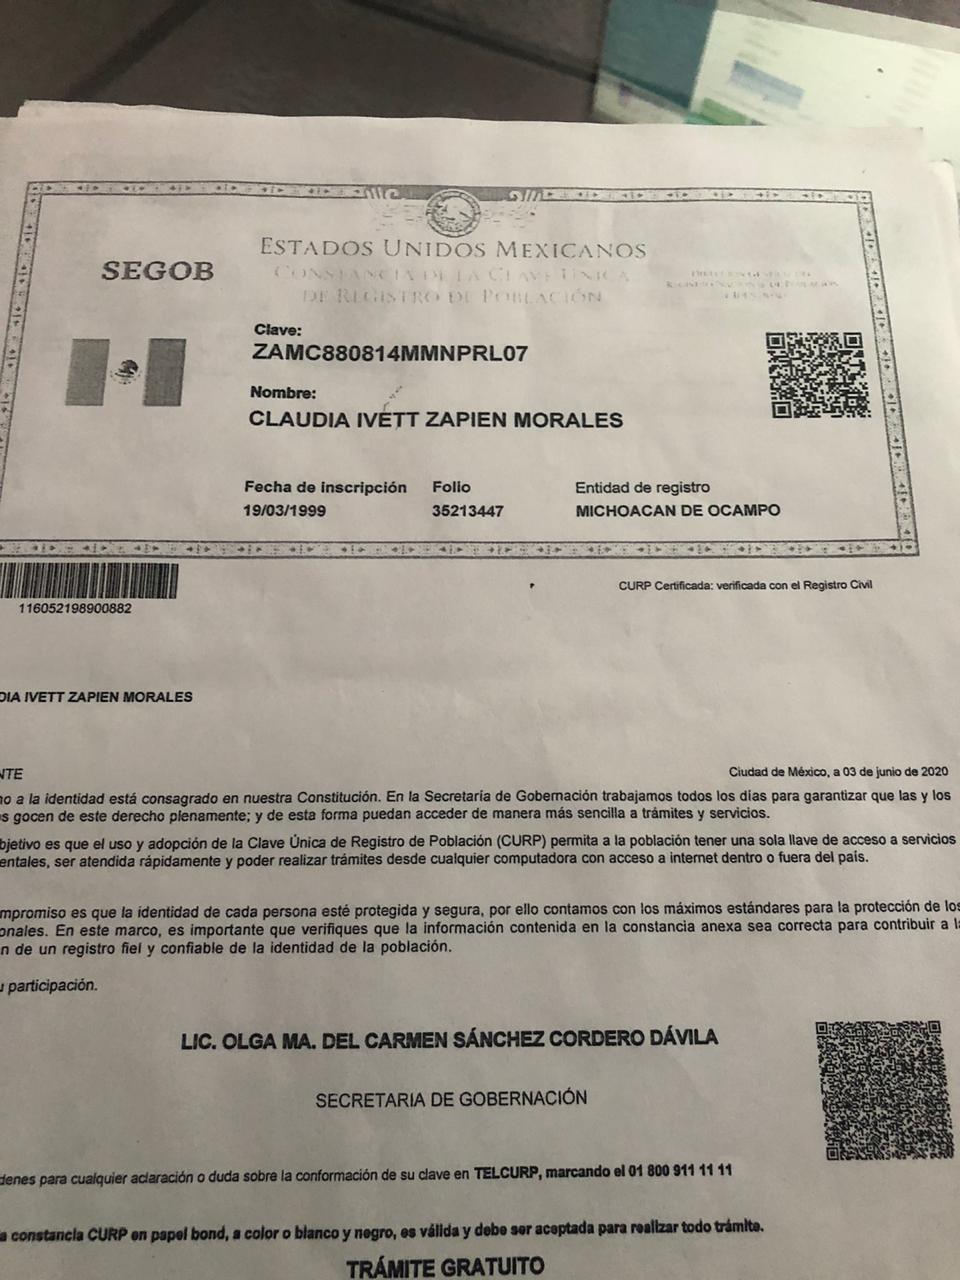 ESTADOS UNIDOS MEXICANOS
SEGOB
CONSTANCIA DE LA CLAVE ÚNICA
DE REGISTRO DE POBLACIÓN
Clave:
ZAMC880814MMNPRL07
Nombre:
CLAUDIA IVETT ZAPIEN MORALES
Fecha de inscripción Folio Entidad de registro
19/03/1999 35213447 MICHOACAN DE OCAMPO
116052198900882
CURP Certificada: verificada con el Registro Civil
DIA IVETT ZAPIEN MORALES
NTE
Ciudad de México, a 03 de junio de 2020
ho a la identidad está consagrado en nuestra Constitución. En la Secretaría de Gobernación trabajamos todos los días para garantizar que las y los
s gocen de este derecho plenamente; y de esta forma puedan acceder de manera más sencilla a trámites y servicios.
bjetivo es que el uso y adopción de la Clave Única de Registro de Población (CURP) permita a la población tener una sola llave de acceso a servicios
entales, ser atendida rápidamente y poder realizar trámites desde cualquier computadora con acceso a internet dentro o fuera del país.
mpromiso es que la identidad de cada persona esté protegida y segura, por ello contamos con los máximos estándares para la protección de los
onales. En este marco, es importante que verifiques que la información contenida en la constancia anexa sea correcta para contribuir a la
n de un registro fiel y confiable de la identidad de la población.
u participación.
LIC. OLGA MA. DEL CARMEN SÁNCHEZ CORDERO DÁVILA
SECRETARIA DE GOBERNACIÓN
denes para cualquier aclaración o duda sobre la conformación de su clave en TELCURP, marcando el 01 800 911 11 11
a constancia CURP en papel bond, a color o blanco y negro, es válida y debe ser aceptada para realizar todo trámite.
TRÁMITE GRATUITO